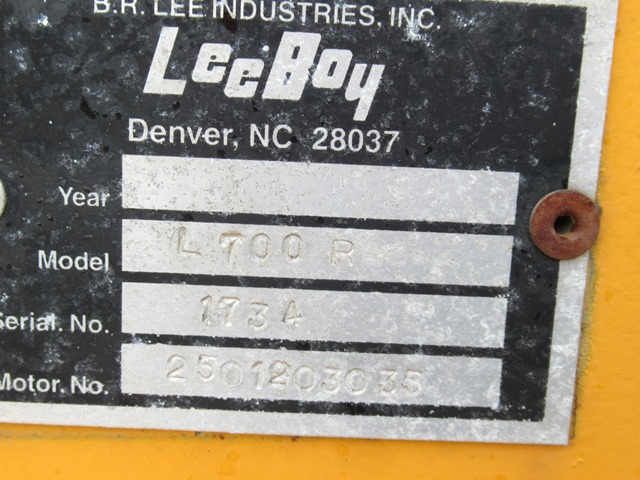 B.R. LEE INDUSTRIES, INC.
LeeBoy
Denver, NC 28037
Year
Model L 700 R
Serial. No. 1734
Motor. No. 2501203035